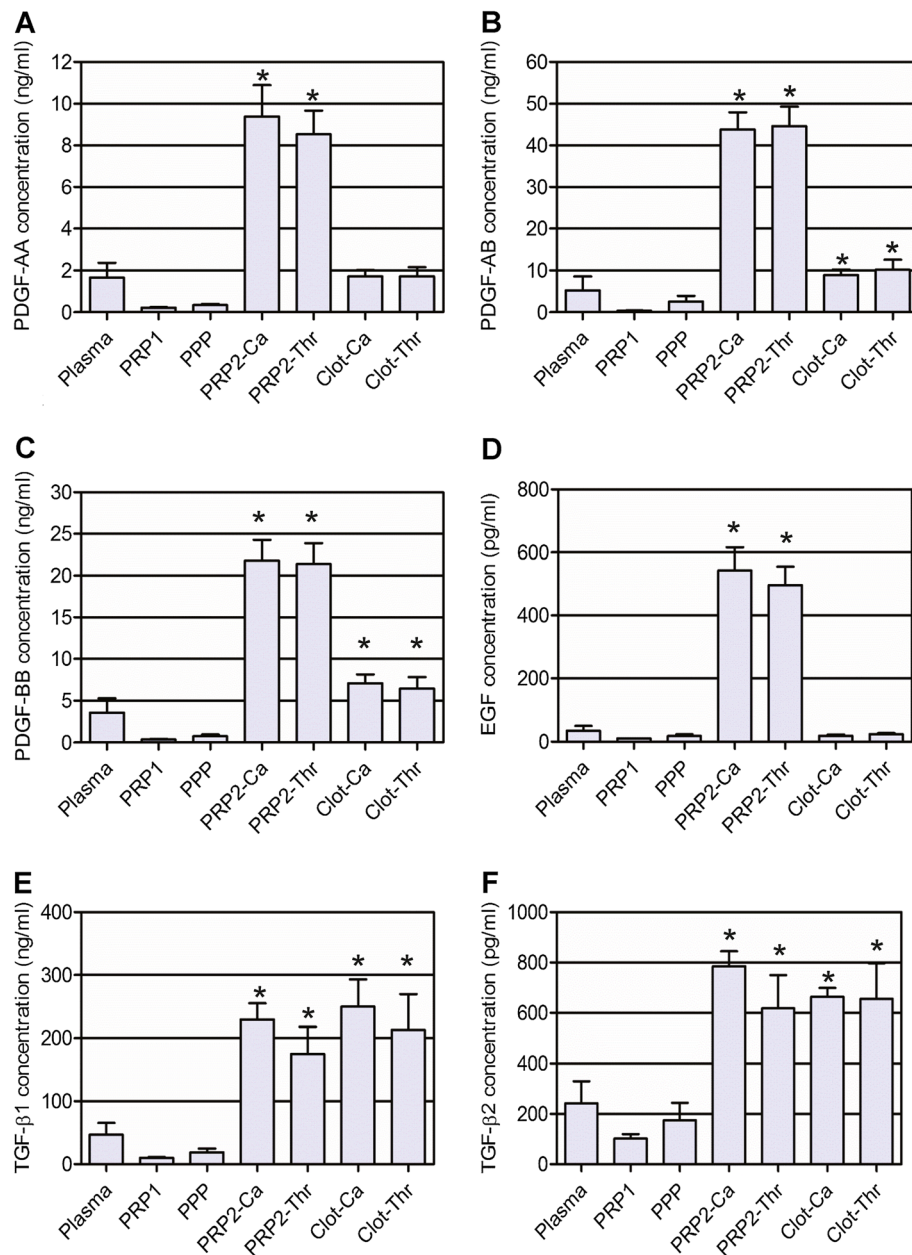 A
PDGF-AA concentration (ng/ml)
12
10
8
6
4
2
0
*
*
Plasma
PRP1
PPP
PRP2-Ca
PRP2-Thr
Clot-Ca
Clot-Thr
B
PDGF-AB concentration (ng/ml)
60
50
40
30
20
10
0
*
*
*
*
Plasma
PRP1
PPP
PRP2-Ca
PRP2-Thr
Clot-Ca
Clot-Thr
C
PDGF-BB concentration (ng/ml)
30
25
20
15
10
5
0
*
*
*
*
Plasma
PRP1
PPP
PRP2-Ca
PRP2-Thr
Clot-Ca
Clot-Thr
D
EGF concentration (pg/ml)
800
600
400
200
0
*
*
Plasma
PRP1
PPP
PRP2-Ca
PRP2-Thr
Clot-Ca
Clot-Thr
E
TGF-β1 concentration (ng/ml)
400
300
200
100
0
*
*
*
*
Plasma
PRP1
PPP
PRP2-Ca
PRP2-Thr
Clot-Ca
Clot-Thr
F
TGF-β2 concentration (pg/ml)
1000
800
600
400
200
0
*
*
*
*
Plasma
PRP1
PPP
PRP2-Ca
PRP2-Thr
Clot-Ca
Clot-Thr